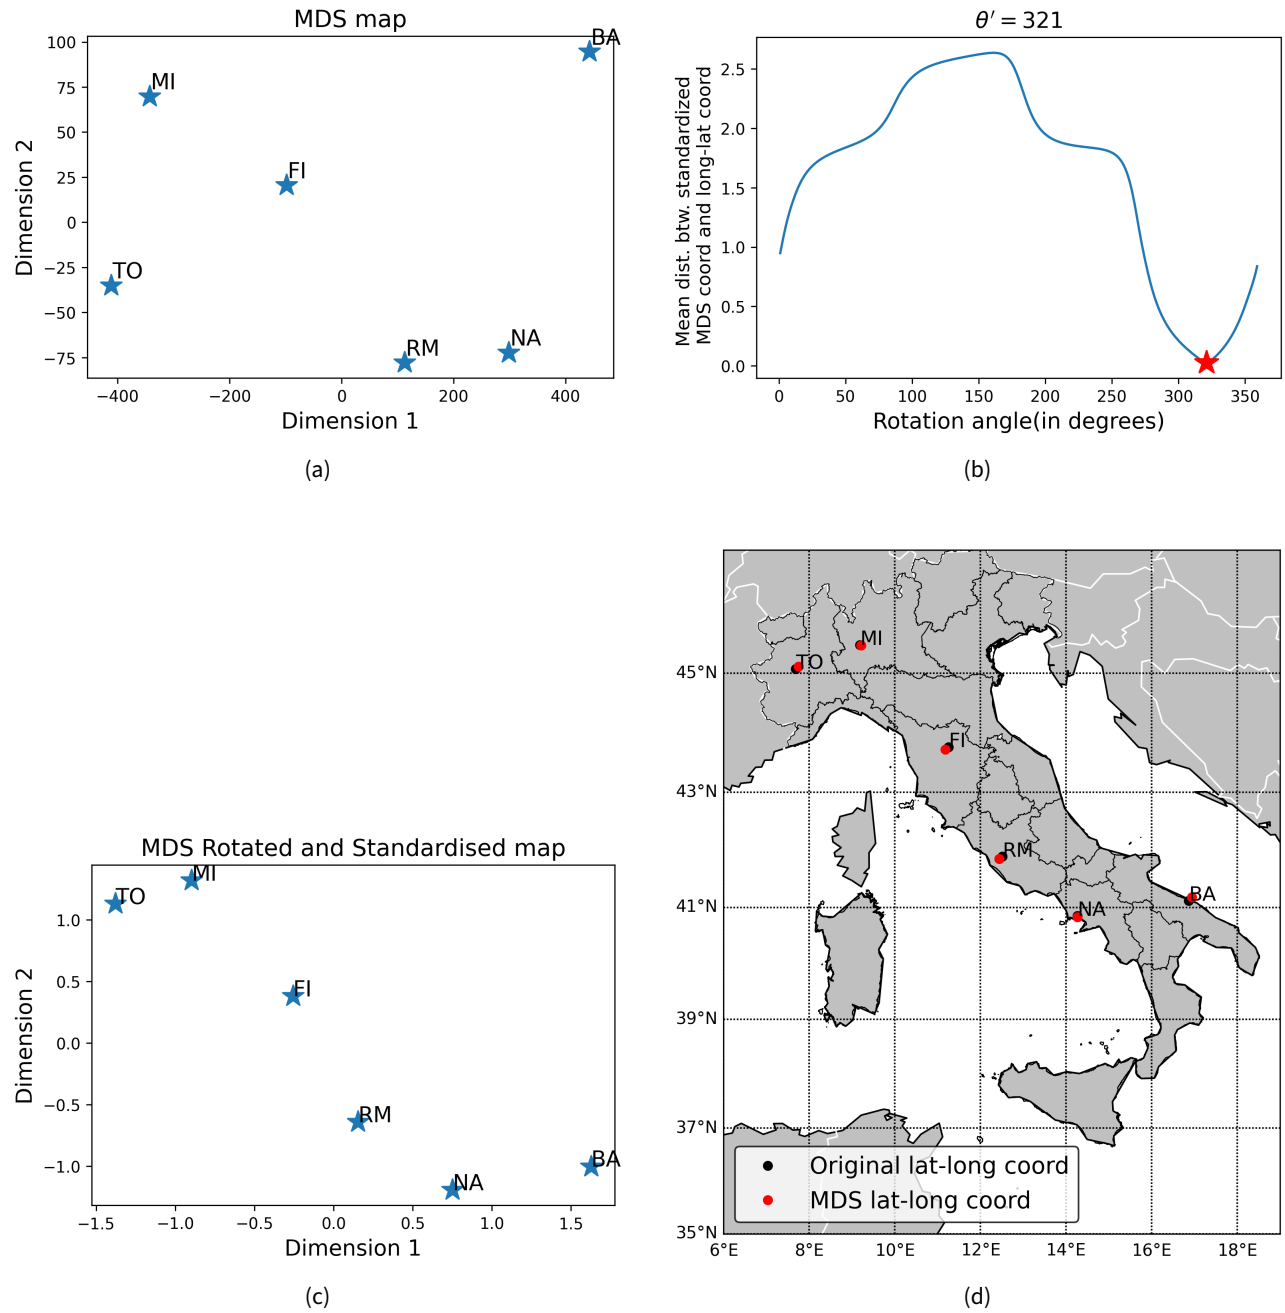 MDS map
BA
MI
FI
TO
RM
NA
100
75
50
25
0
−25
−50
−75
Dimension 2
−400
−200
0
200
400
Dimension 1
(a)
θ′ = 321
2.5
2.0
1.5
1.0
0.5
0.0
Mean dist. btw. standardized
MDS coord and long-lat coord
0
50
100
150
200
250
300
350
Rotation angle(in degrees)
(b)
MDS Rotated and Standardised map
MI
TO
FI
RM
BA
NA
1.0
0.5
0.0
−0.5
−1.0
Dimension 2
−1.5
−1.0
−0.5
0.0
0.5
1.0
1.5
Dimension 1
(c)
MI
TO
FI
RM
BA
NA
45°N
43°N
41°N
39°N
37°N
35°N
Original lat-long coord
MDS lat-long coord
6°E
8°E
10°E
12°E
14°E
16°E
18°E
(d)